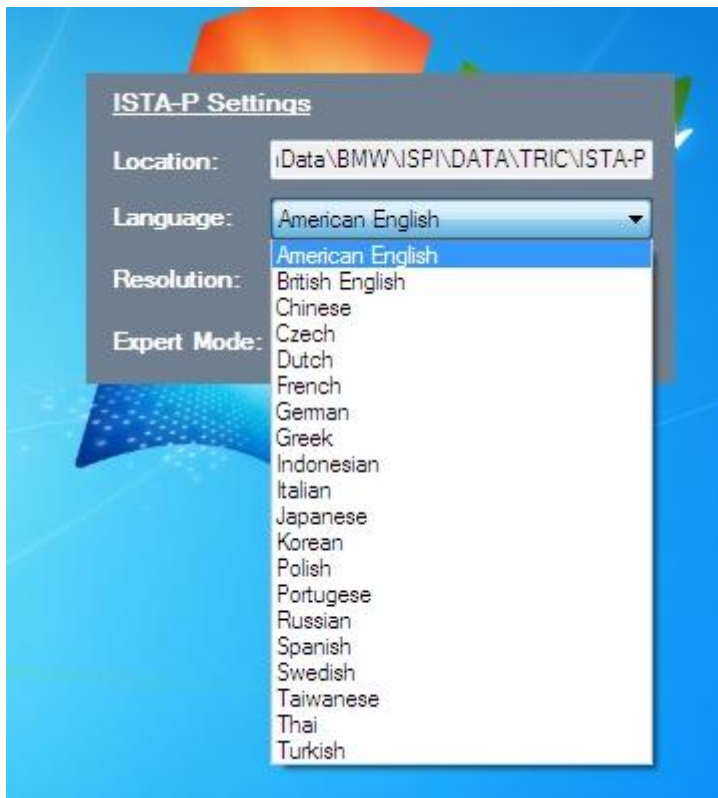 ISTA-P Settings
Location: ıData\BMW\ISPI\DATA\TRIC\ISTA-P
Language: American English
American English
Resolution:
British English
Chinese
Expert Mode:
Czech
Dutch
French
German
Greek
Indonesian
Italian
Japanese
Korean
Polish
Portugese
Russian
Spanish
Swedish
Taiwanese
Thai
Turkish